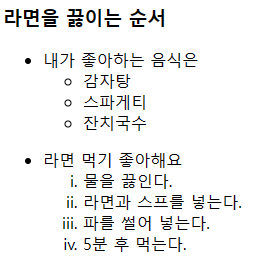 라면을 끓이는 순서
• 내가 좋아하는 음식은
○ 감자탕
○ 스파게티
○ 잔치국수
• 라면 먹기 좋아해요
i. 물을 끓인다.
ii. 라면과 스프를 넣는다.
iii. 파를 썰어 넣는다.
iv. 5분 후 먹는다.